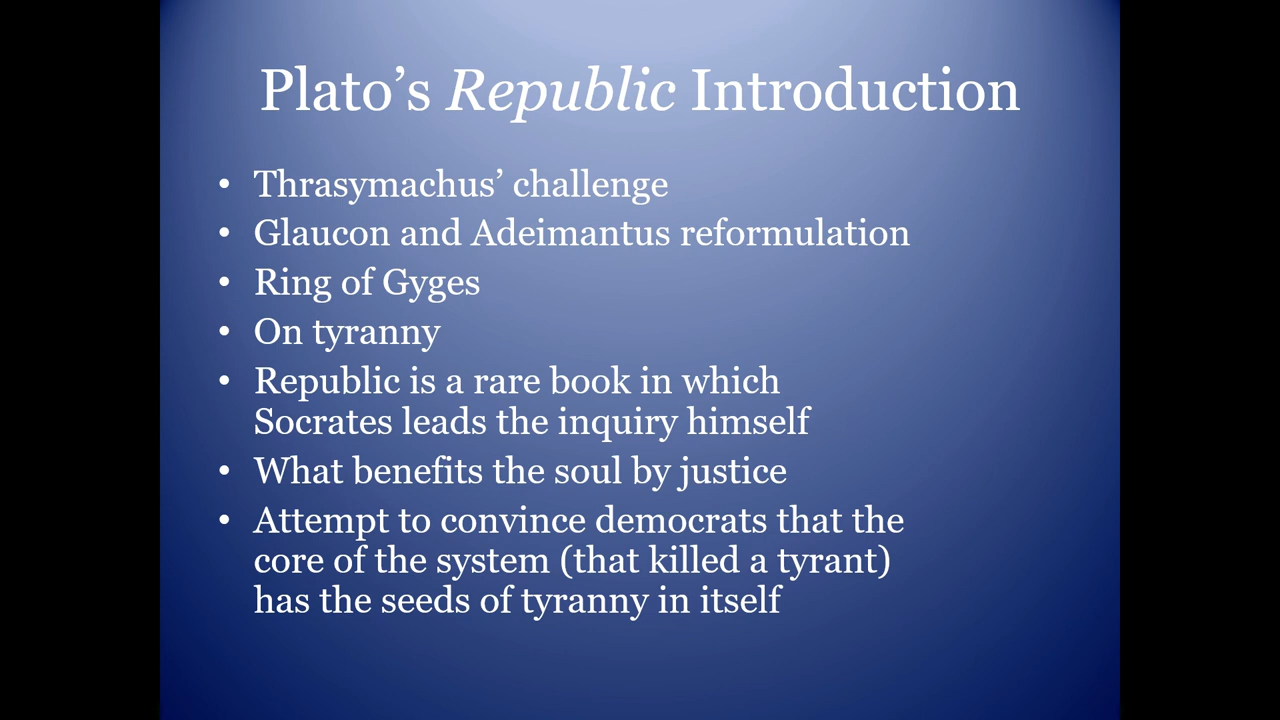 Plato’s Republic Introduction
• Thrasymachus’ challenge
• Glaucon and Adeimantus reformulation
• Ring of Gyges
• On tyranny
• Republic is a rare book in which
Socrates leads the inquiry himself
• What benefits the soul by justice
• Attempt to convince democrats that the
core of the system (that killed a tyrant)
has the seeds of tyranny in itself